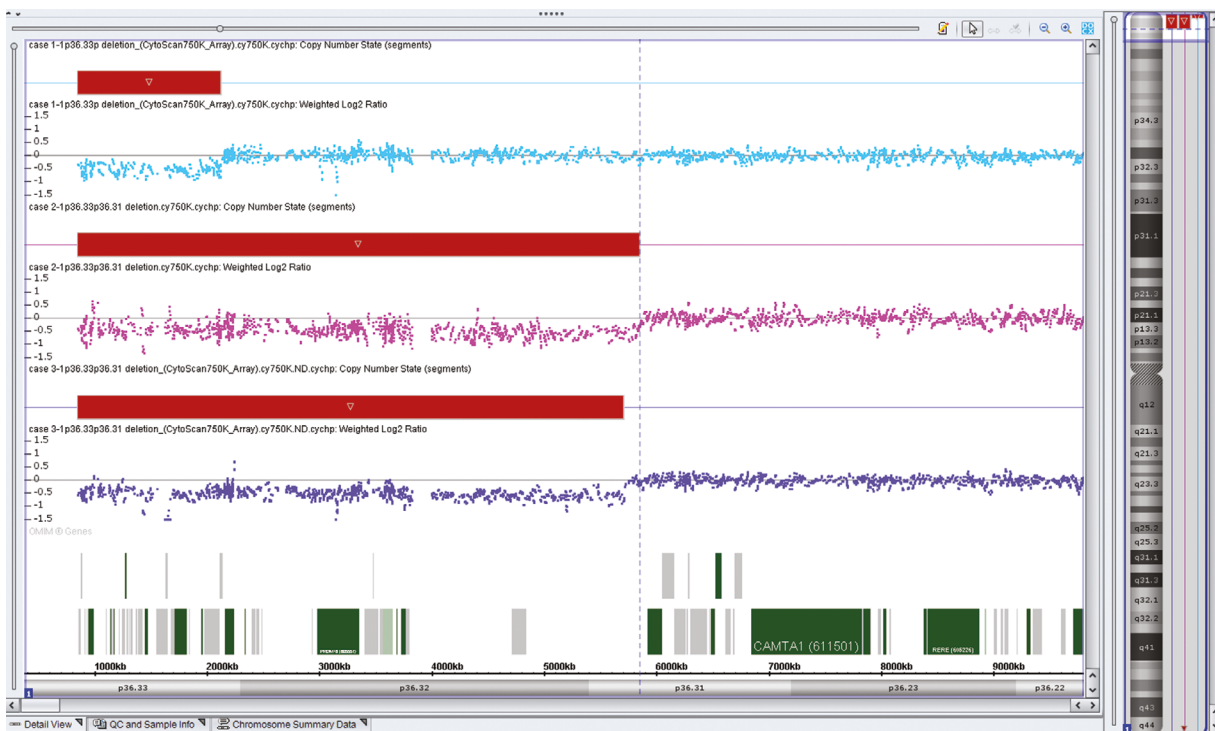 case 1-1p36.33p deletion_(CytoScan750K_Array).cy750K.cychp: Copy Number State (segments)
case 1-1p36.33p deletion_(CytoScan750K_Array).cy750K.cychp: Weighted Log2 Ratio
1.5
1
0.5
0
-0.5
-1
-1.5
case 2-1p36.33p36.31 deletion.cy750K.cychp: Copy Number State (segments)
case 2-1p36.33p36.31 deletion.cy750K.cychp: Weighted Log2 Ratio
1.5
1
0.5
0
-0.5
-1
-1.5
case 3-1p36.33p36.31 deletion_(CytoScan750K_Array).cy750K.ND.cychp: Copy Number State (segments)
case 3-1p36.33p36.31 deletion_(CytoScan750K_Array).cy750K.ND.cychp: Weighted Log2 Ratio
1.5
1
0.5
0
-0.5
-1
-1.5
OMIM ® Genes
CAMTA1 (611501)
RERE (605226)
1000kb 2000kb 3000kb 4000kb 5000kb 6000kb 7000kb 8000kb 9000kb
1 p36.33 p36.32 p36.31 p36.23 p36.22
Detail View QC and Sample Info Chromosome Summary Data
p34.3
p32.3
p31.3
p31.1
p21.3
p21.1
p13.3
p13.2
q12
q21.1
q21.3
q23.3
q25.2
q25.3
q31.1
q31.3
q32.1
q32.2
q41
q43
1 q44